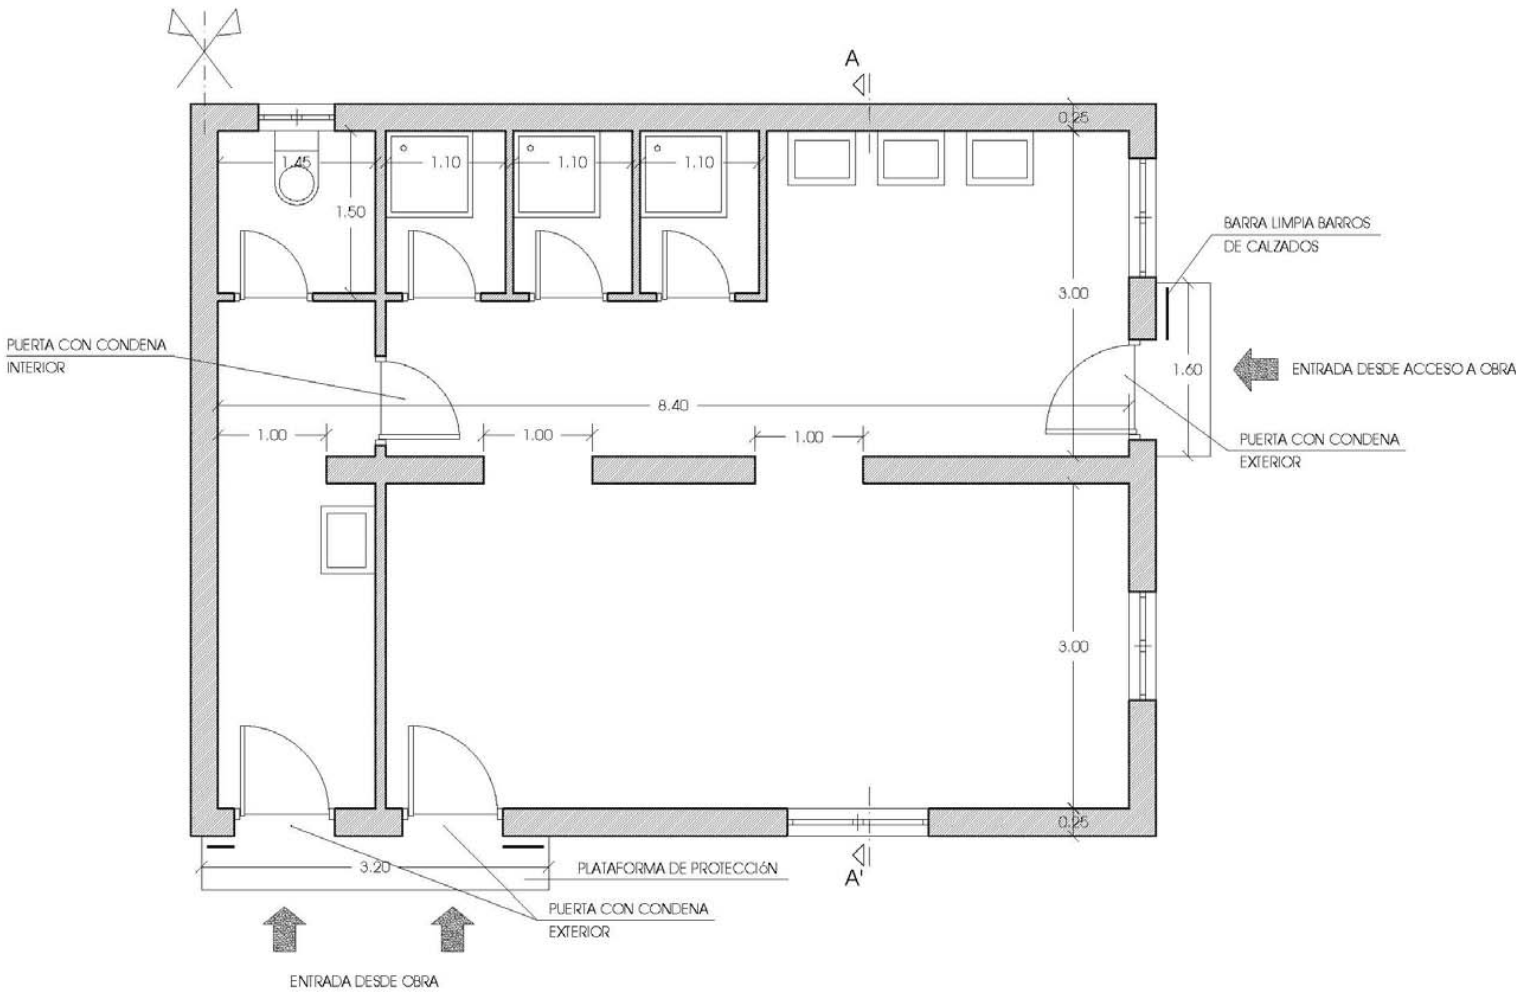 A
0.25
1.45
1.10
1.10
1.10
1.50
BARRA LIMPIA BARROS
DE CALZADOS
3.00
PUERTA CON CONDENA
INTERIOR
1.60
ENTRADA DESDE ACCESO A OBRA
8.40
1.00
1.00
1.00
PUERTA CON CONDENA
EXTERIOR
3.00
0.25
3.20
PLATAFORMA DE PROTECCIóN
A'
PUERTA CON CONDENA
EXTERIOR
ENTRADA DESDE OBRA